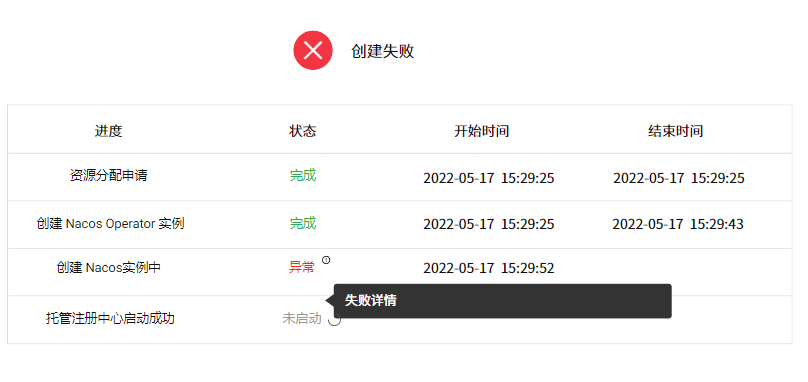 创建失败
进度 状态 开始时间 结束时间
资源分配申请 完成 2022-05-17 15:29:25 2022-05-17 15:29:25
创建 Nacos Operator 实例 完成 2022-05-17 15:29:25 2022-05-17 15:29:43
创建 Nacos实例中 异常 2022-05-17 15:29:52
失败详情
托管注册中心启动成功 未启动